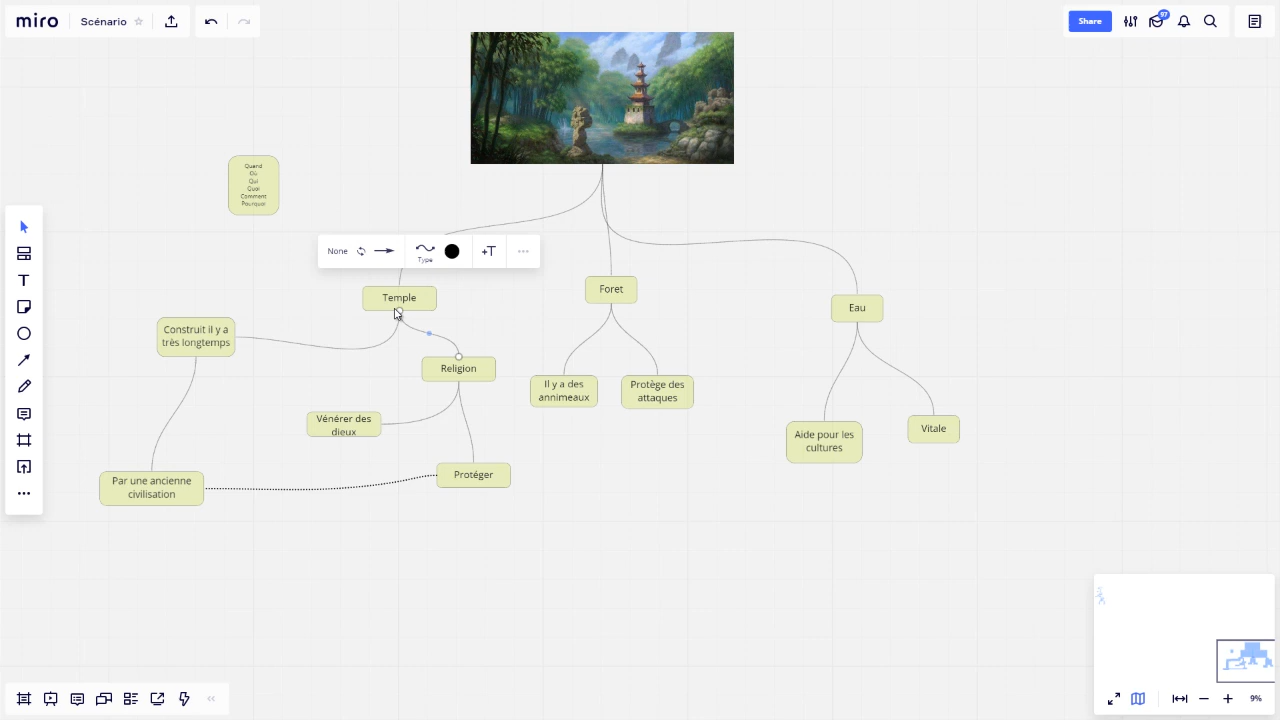 miro
Scénario
Share
97
Quand
Où
Qui
Quoi
Comment
Pourquoi
None
Type
+T
Temple
Foret
Eau
Construit il y a
très longtemps
Religion
Il y a des
annimeaux
Protège des
attaques
Vénérer des
dieux
Aide pour les
cultures
Vitale
Par une ancienne
civilisation
Protéger
9%